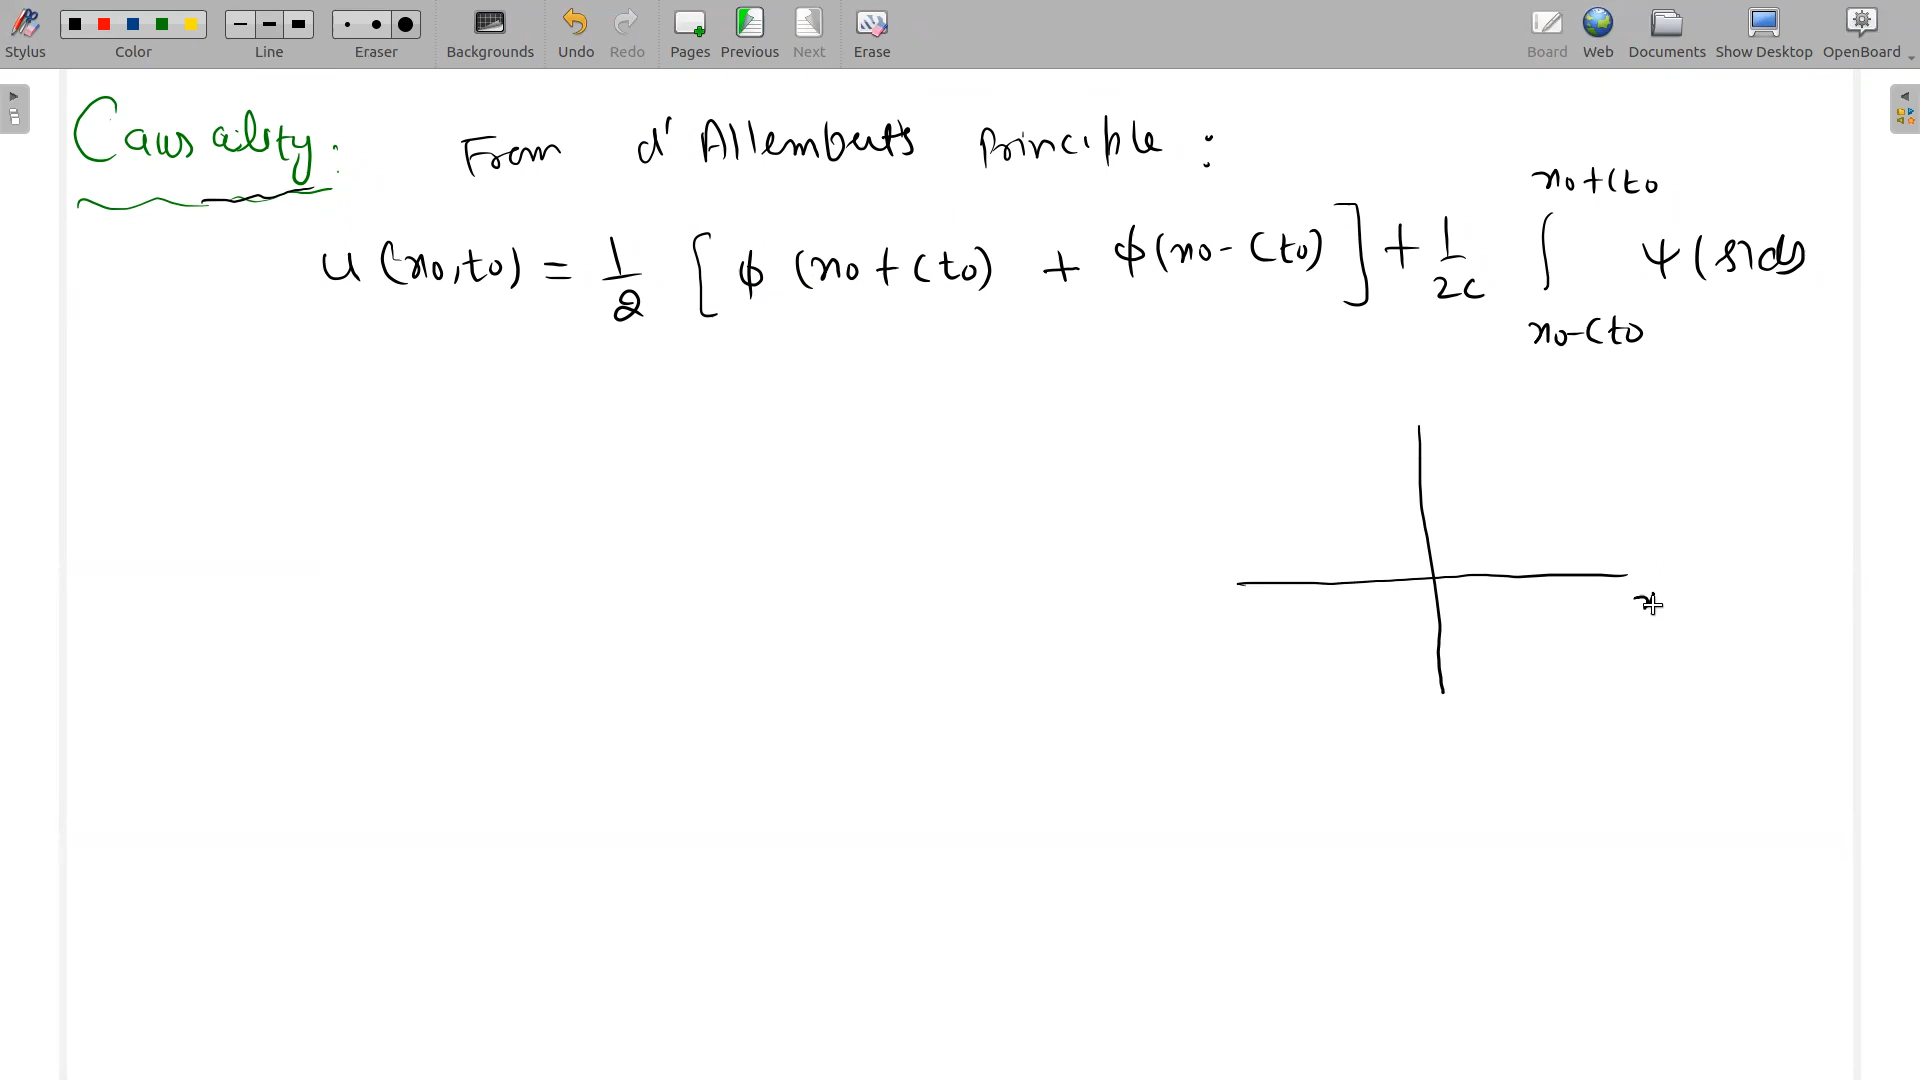 Stylus Color Line Eraser Backgrounds Undo Redo Pages Previous Next Erase Board Web Documents Show Desktop OpenBoard
Causality: From d'Allemberts Principle:
u(x0,t0) = 1/2 [ϕ(x0+ct0) + ϕ(x0-ct0)] + 1/2c ∫ ψ(s)ds
x0+ct0
x0-ct0
x